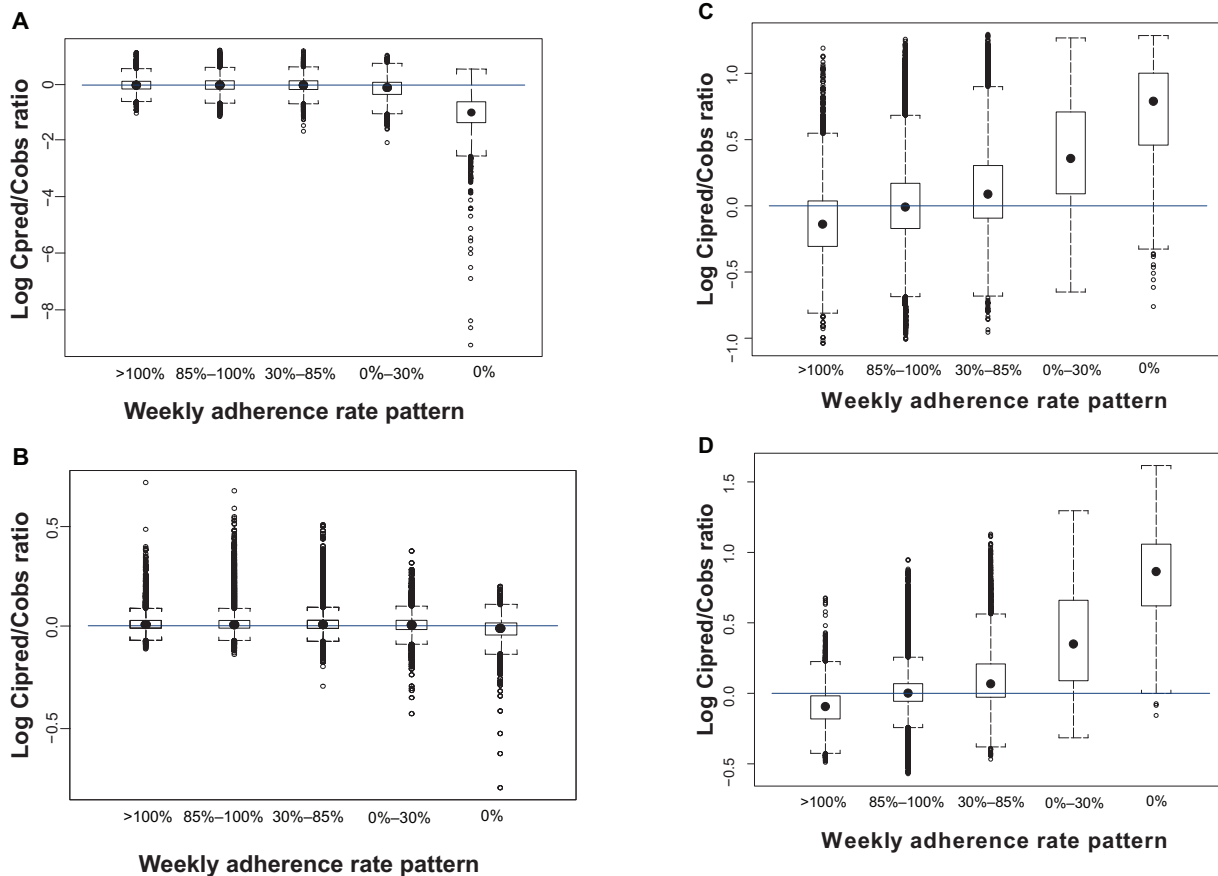 A
Log Cpred/Cobs ratio
0
−2
−4
−6
−8
>100% 85%–100% 30%–85% 0%–30% 0%
Weekly adherence rate pattern
B
Log Cipred/Cobs ratio
0.5
0.0
−0.5
>100% 85%–100% 30%–85% 0%–30% 0%
Weekly adherence rate pattern
C
Log Cipred/Cobs ratio
1.0
0.5
0.0
−0.5
−1.0
>100% 85%–100% 30%–85% 0%–30% 0%
Weekly adherence rate pattern
D
Log Cipred/Cobs ratio
1.5
1.0
0.5
0.0
−0.5
>100% 85%–100% 30%–85% 0%–30% 0%
Weekly adherence rate pattern